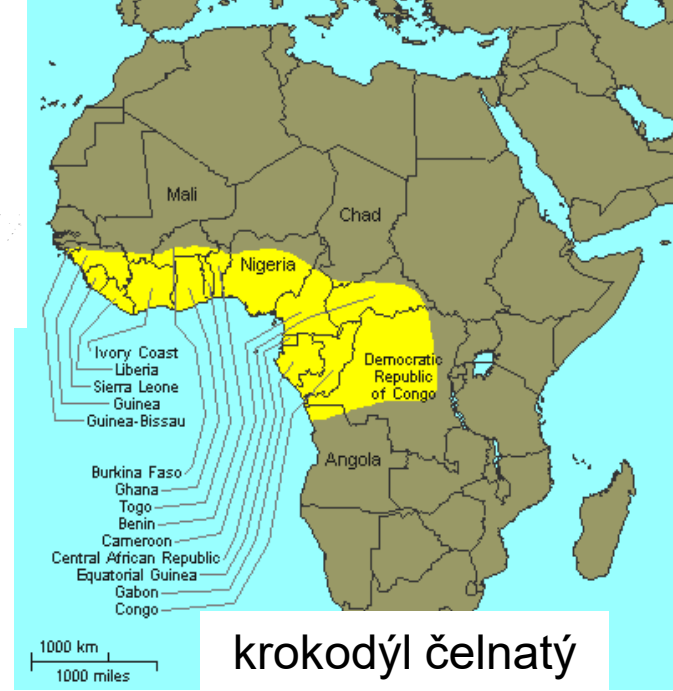 Mali
Chad
Nigeria
Ivory Coast
Liberia
Sierra Leone
Guinea
Guinea-Bissau
Democratic
Republic
of Congo
Angola
Burkina Faso
Ghana
Togo
Benin
Cameroon
Central African Republic
Equatorial Guinea
Gabon
Congo
1000 km
1000 miles
krokodýl čelnatý